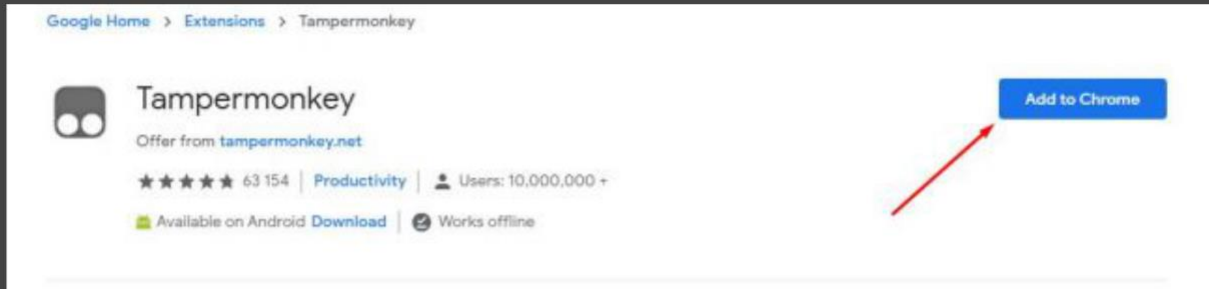 Google Home > Extensions > Tampermonkey
Tampermonkey
Add to Chrome
Offer from tampermonkey.net
★★★★★ 63 154 | Productivity | Users: 10,000,000 +
Available on Android Download | Works offline